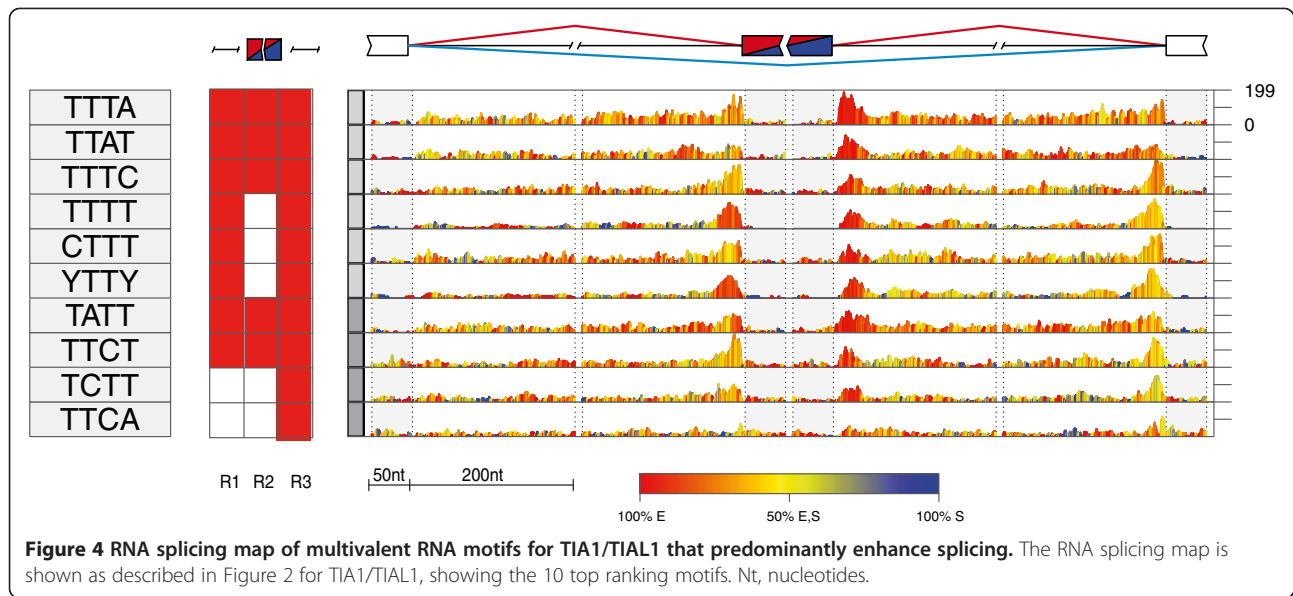 199
0
TTTA
TTAT
TTTC
TTTT
CTTT
YTTY
TATT
TTCT
TCTT
TTCA
R1 R2 R3
50nt 200nt
100% E 50% E,S 100% S
Figure 4 RNA splicing map of multivalent RNA motifs for TIA1/TIAL1 that predominantly enhance splicing. The RNA splicing map is
shown as described in Figure 2 for TIA1/TIAL1, showing the 10 top ranking motifs. Nt, nucleotides.